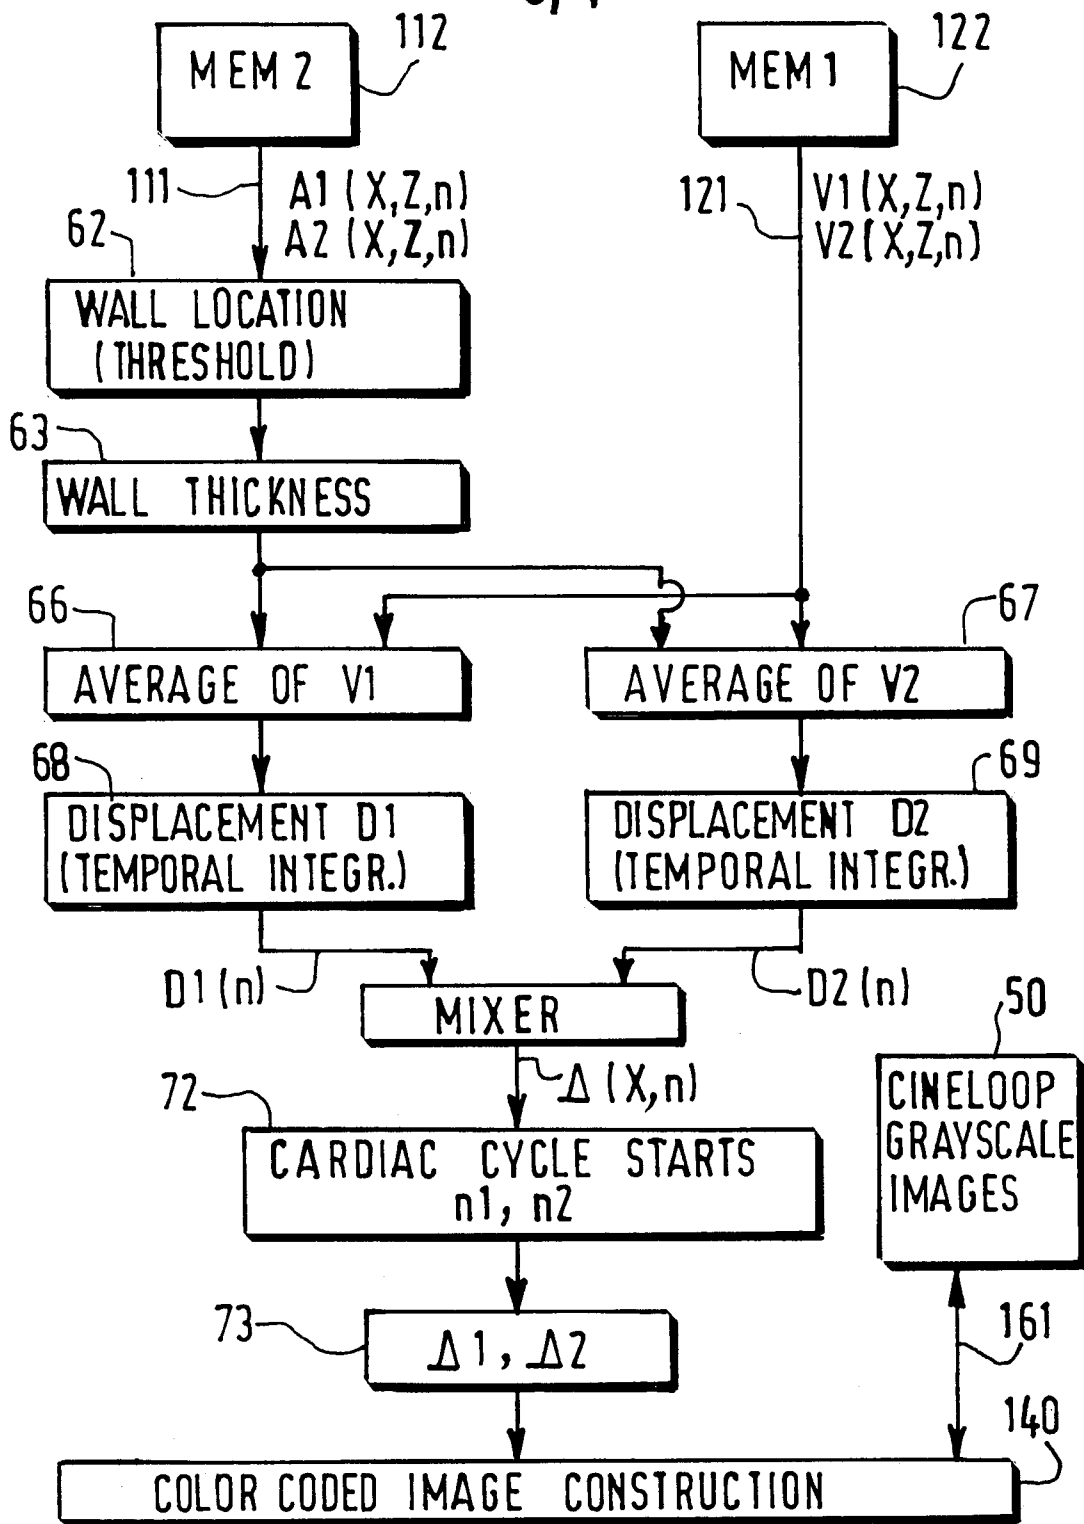 112
122
MEM 2
MEM 1
111
A1 (X,Z,n)
121
V1 (X,Z,n)
62
A2 (X,Z,n)
V2 (X,Z,n)
WALL LOCATION
(THRESHOLD)
63
WALL THICKNESS
66
67
AVERAGE OF V1
AVERAGE OF V2
68
69
DISPLACEMENT D1
(TEMPORAL INTEGR.)
DISPLACEMENT D2
(TEMPORAL INTEGR.)
D1 (n)
D2 (n)
MIXER
50
Δ (X,n)
72
CINELOOP
GRAYSCALE
IMAGES
CARDIAC CYCLE STARTS
n1, n2
73
Δ1, Δ2
161
140
COLOR CODED IMAGE CONSTRUCTION